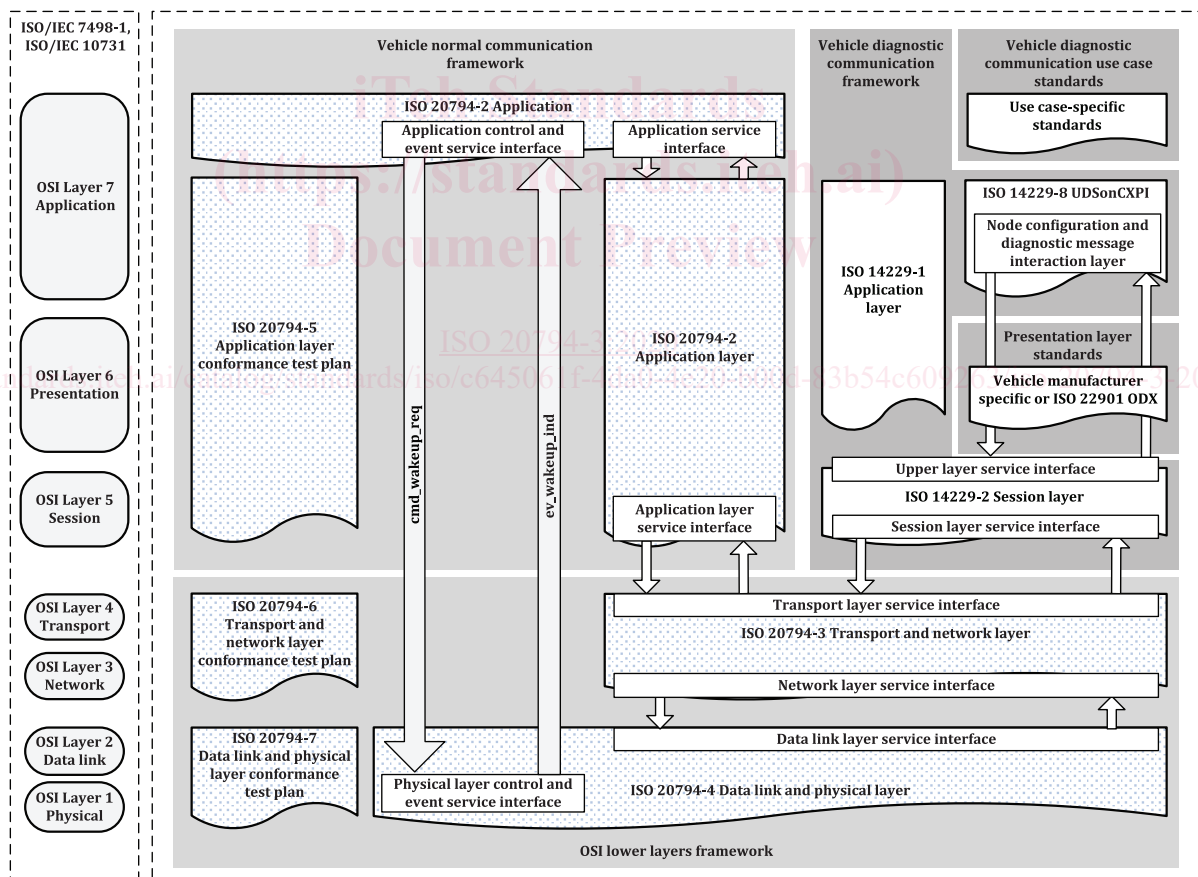 ISO/IEC 7498-1,
ISO/IEC 10731
OSI Layer 7
Application
OSI Layer 6
Presentation
OSI Layer 5
Session
OSI Layer 4
Transport
OSI Layer 3
Network
OSI Layer 2
Data link
OSI Layer 1
Physical
Vehicle normal communication
framework
ISO 20794-2 Application
Application control and
event service interface
Application service
interface
ISO 20794-5
Application layer
conformance test plan
cmd_wakeup_req
ev_wakeup_ind
ISO 20794-2
Application layer
Application layer
service interface
Vehicle diagnostic
communication
framework
ISO 14229-1
Application
layer
Vehicle diagnostic
communication use case
standards
Use case-specific
standards
ISO 14229-8 UDSonCXPI
Node configuration and
diagnostic message
interaction layer
Presentation layer
standards
Vehicle manufacturer
specific or ISO 22901 ODX
Upper layer service interface
ISO 14229-2 Session layer
Session layer service interface
ISO 20794-6
Transport and
network layer
conformance test plan
Transport layer service interface
ISO 20794-3 Transport and network layer
Network layer service interface
ISO 20794-7
Data link and physical
layer conformance
test plan
Data link layer service interface
Physical layer control and
event service interface
ISO 20794-4 Data link and physical layer
OSI lower layers framework
iTeh Standards
(https://standards.iteh.ai)
Document Preview